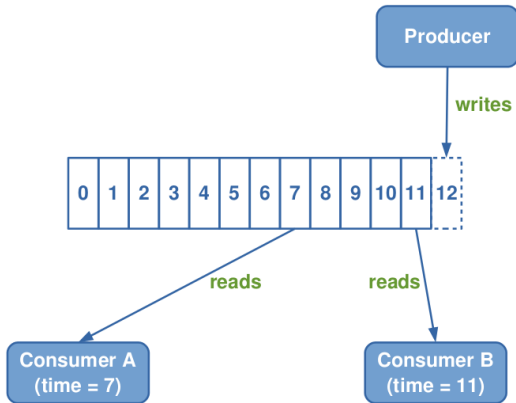 Producer
writes
0 1 2 3 4 5 6 7 8 9 10 11 12
reads reads
Consumer A
(time = 7)
Consumer B
(time = 11)